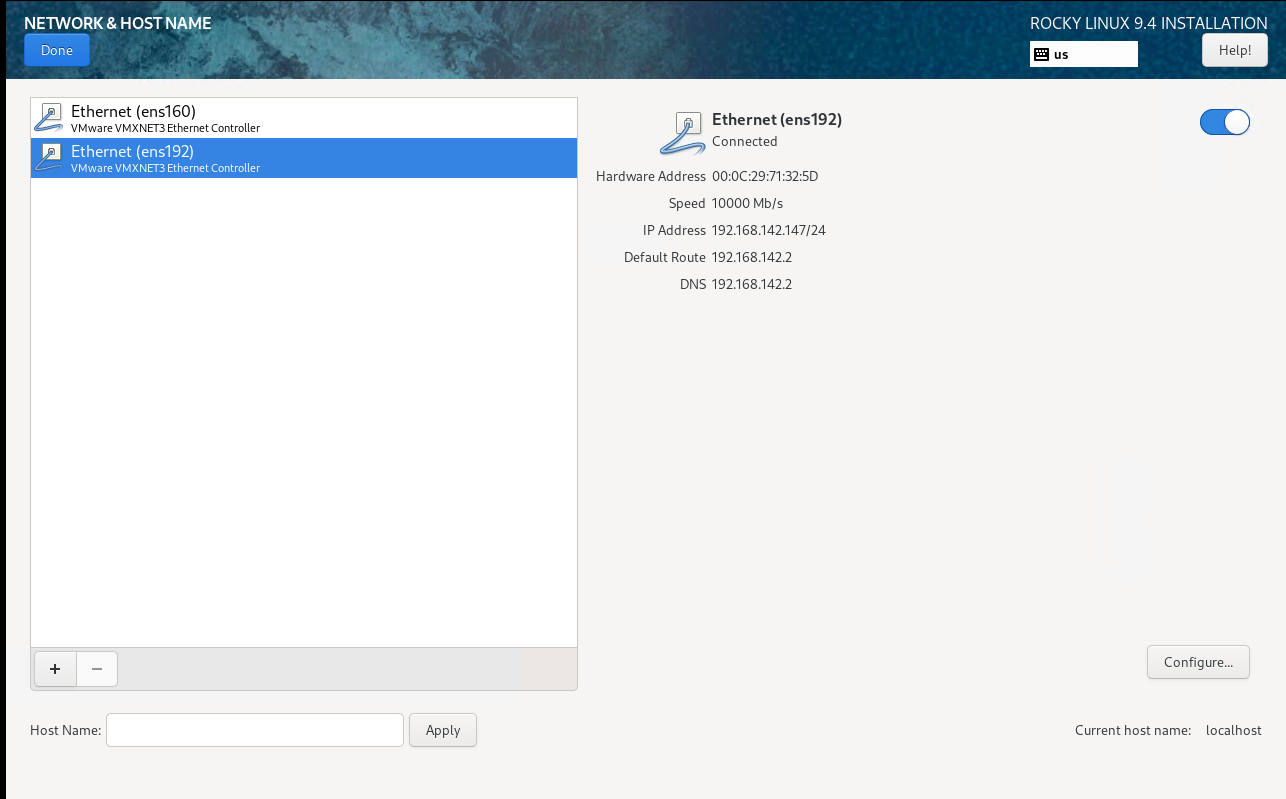 NETWORK & HOST NAME
ROCKY LINUX 9.4 INSTALLATION
Done
us
Help!
Ethernet (ens160)
VMware VMXNET3 Ethernet Controller
Ethernet (ens192)
VMware VMXNET3 Ethernet Controller
Ethernet (ens192)
Connected
Hardware Address 00:0C:29:71:32:5D
Speed 10000 Mb/s
IP Address 192.168.142.147/24
Default Route 192.168.142.2
DNS 192.168.142.2
+ −
Configure...
Host Name:
Apply
Current host name: localhost